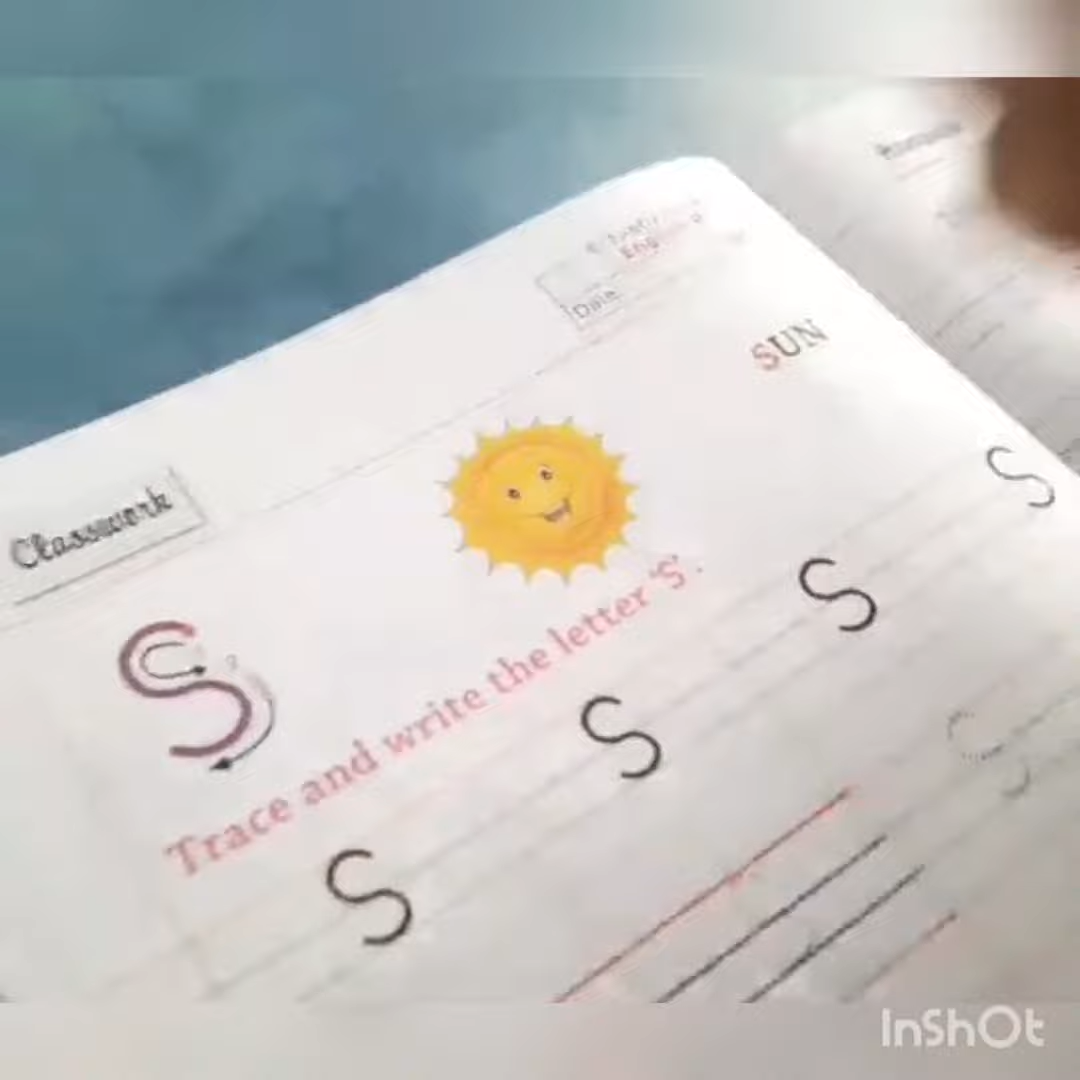 Date
SUN
Classwork
S
Trace and write the letter 'S'.
S S S S
S
InShOt